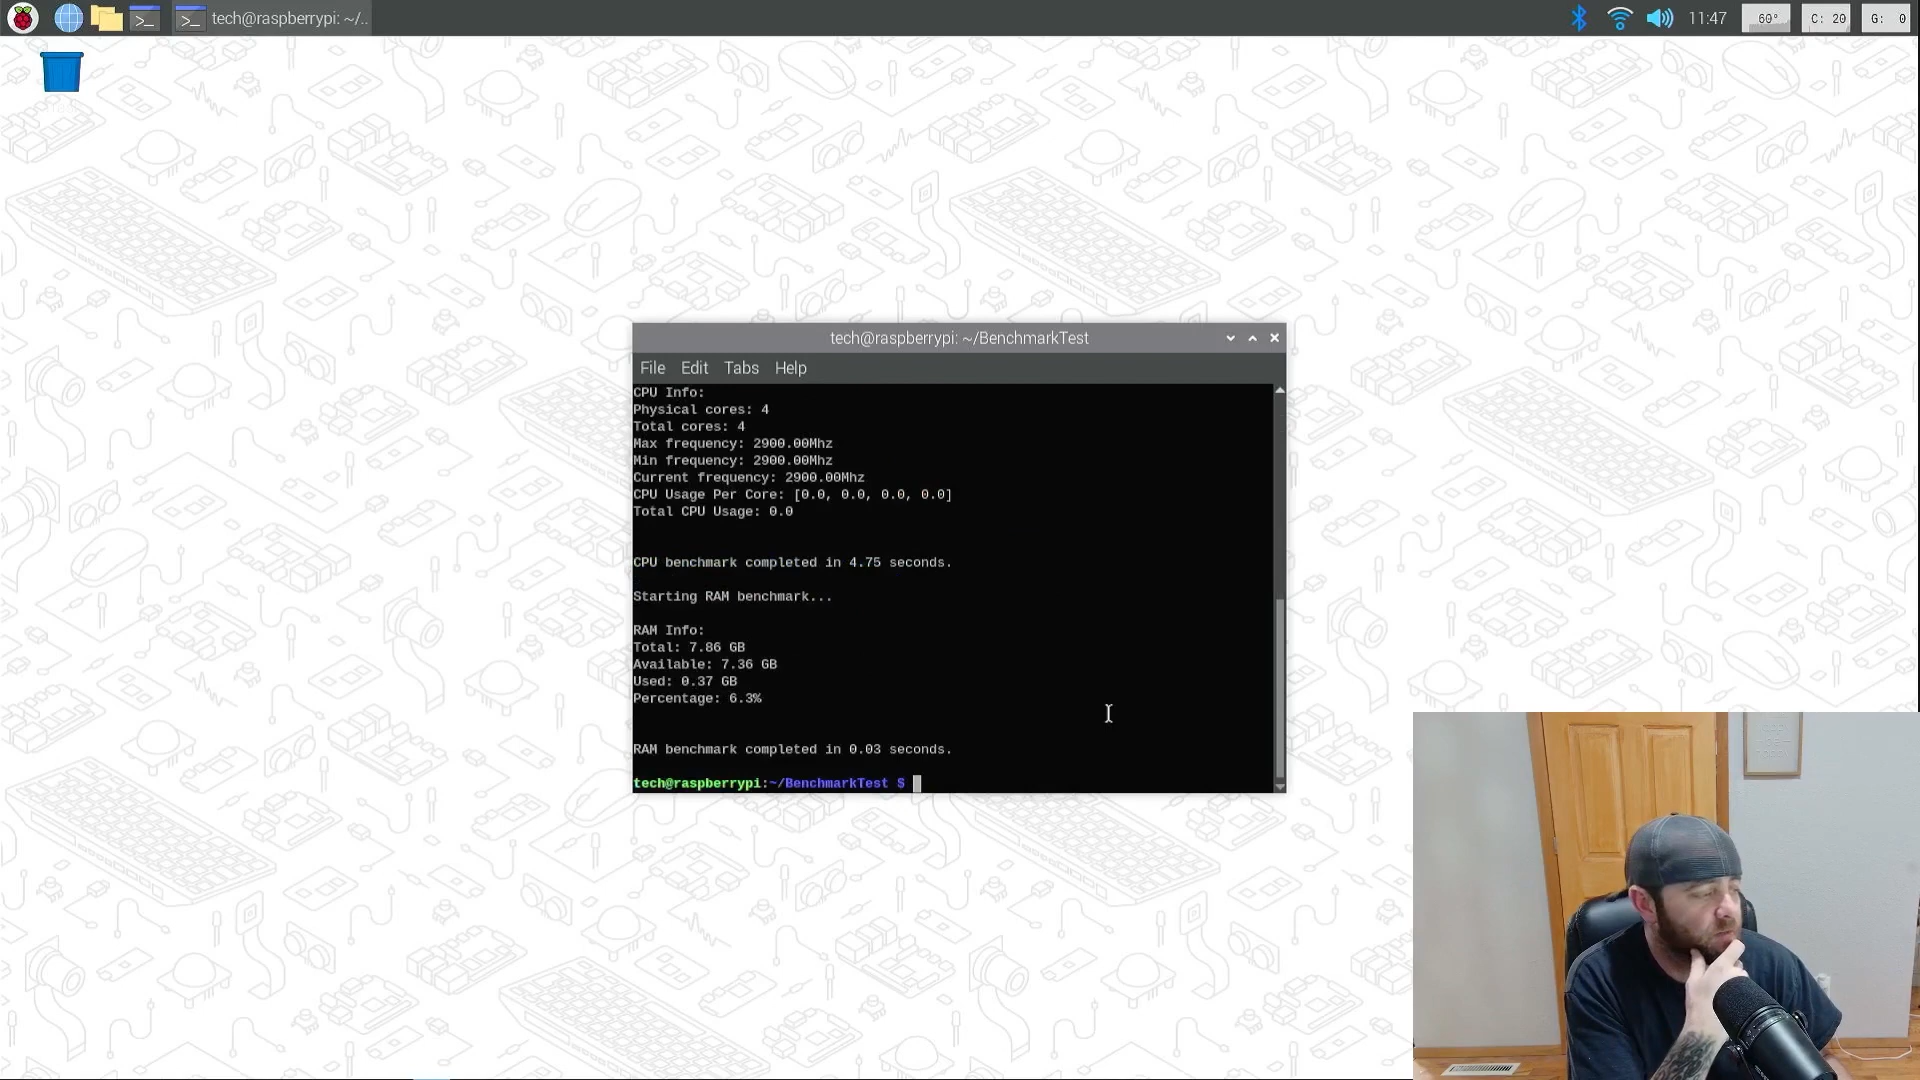 tech@raspberrypi: ~/..
11:47
60°
C: 20
G: 0
tech@raspberrypi: ~/BenchmarkTest
File Edit Tabs Help
CPU Info:
Physical cores: 4
Total cores: 4
Max frequency: 2900.00Mhz
Min frequency: 2900.00Mhz
Current frequency: 2900.00Mhz
CPU Usage Per Core: [0.0, 0.0, 0.0, 0.0]
Total CPU Usage: 0.0
CPU benchmark completed in 4.75 seconds.
Starting RAM benchmark...
RAM Info:
Total: 7.86 GB
Available: 7.36 GB
Used: 0.37 GB
Percentage: 6.3%
RAM benchmark completed in 0.03 seconds.
tech@raspberrypi:~/BenchmarkTest $